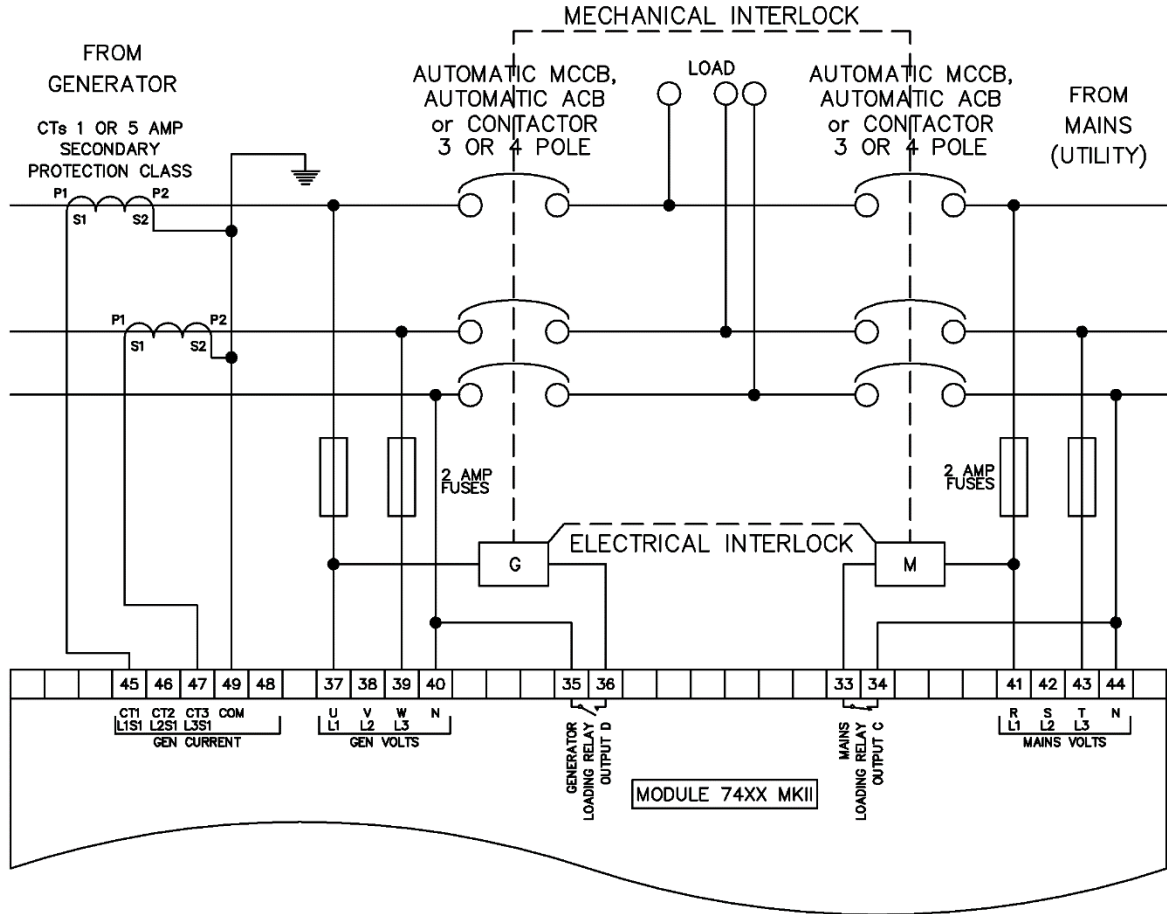 MECHANICAL INTERLOCK
FROM
GENERATOR
CTs 1 OR 5 AMP
SECONDARY
PROTECTION CLASS
AUTOMATIC MCCB,
AUTOMATIC ACB
or CONTACTOR
3 OR 4 POLE
LOAD
AUTOMATIC MCCB,
AUTOMATIC ACB
or CONTACTOR
3 OR 4 POLE
FROM
MAINS
(UTILITY)
P1 P2
S1 S2
P1 P2
S1 S2
2 AMP
FUSES
2 AMP
FUSES
ELECTRICAL INTERLOCK
G
M
45 46 47 49 48 37 38 39 40 35 36 33 34 41 42 43 44
CT1 CT2 CT3 COM
L1S1 L2S1 L3S1
GEN CURRENT
U V W N
L1 L2 L3
GEN VOLTS
GENERATOR
LOADING RELAY
OUTPUT D
MAINS
LOADING RELAY
OUTPUT C
R S T N
L1 L2 L3
MAINS VOLTS
MODULE 74XX MKII